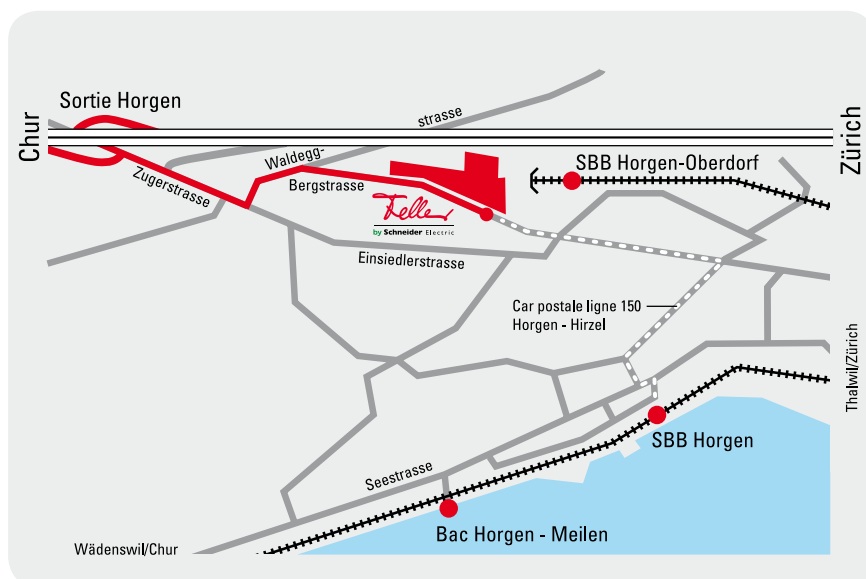 Sortie Horgen
Chur
Zürich
strasse
Waldegg-
Zugerstrasse
Bergstrasse
SBB Horgen-Oberdorf
Feller
by Schneider Electric
Einsiedlerstrasse
Car postale ligne 150
Horgen - Hirzel
Thalwil/Zürich
SBB Horgen
Seestrasse
Bac Horgen - Meilen
Wädenswil/Chur